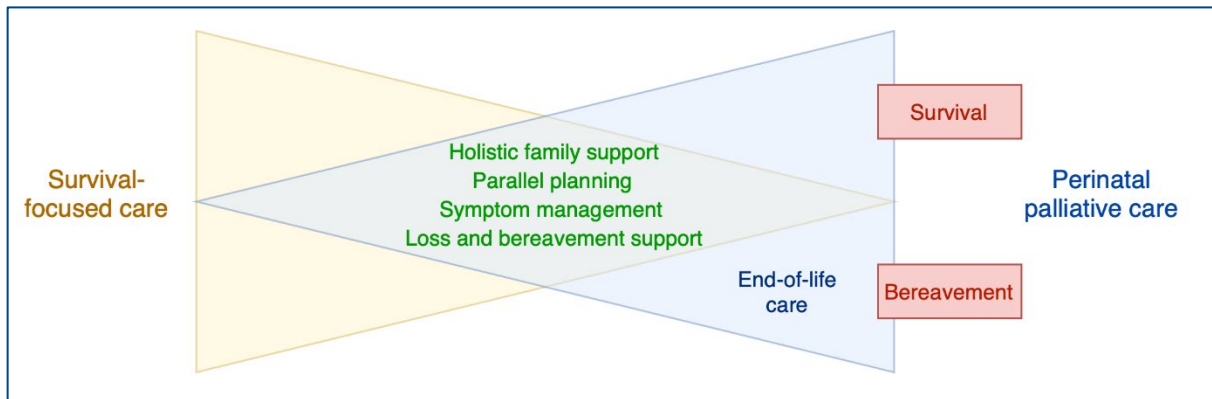 Survival-
focused care
Holistic family support
Parallel planning
Symptom management
Loss and bereavement support
End-of-life
care
Survival
Bereavement
Perinatal
palliative care